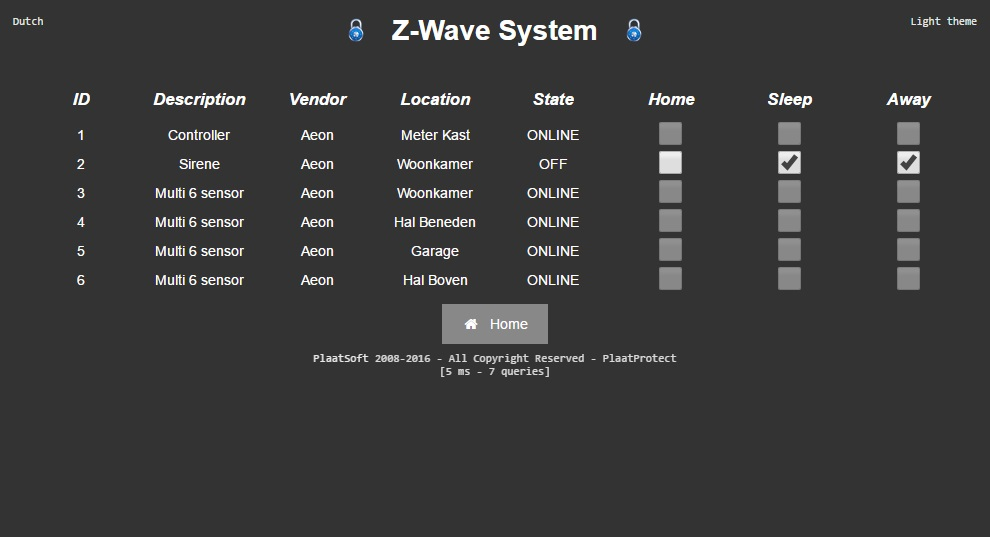 Dutch Z-Wave System Light theme
ID Description Vendor Location State Home Sleep Away
1 Controller Aeon Meter Kast ONLINE
2 Sirene Aeon Woonkamer OFF
3 Multi 6 sensor Aeon Woonkamer ONLINE
4 Multi 6 sensor Aeon Hal Beneden ONLINE
5 Multi 6 sensor Aeon Garage ONLINE
6 Multi 6 sensor Aeon Hal Boven ONLINE
Home
PlaatSoft 2008-2016 - All Copyright Reserved - PlaatProtect
[5 ms - 7 queries]